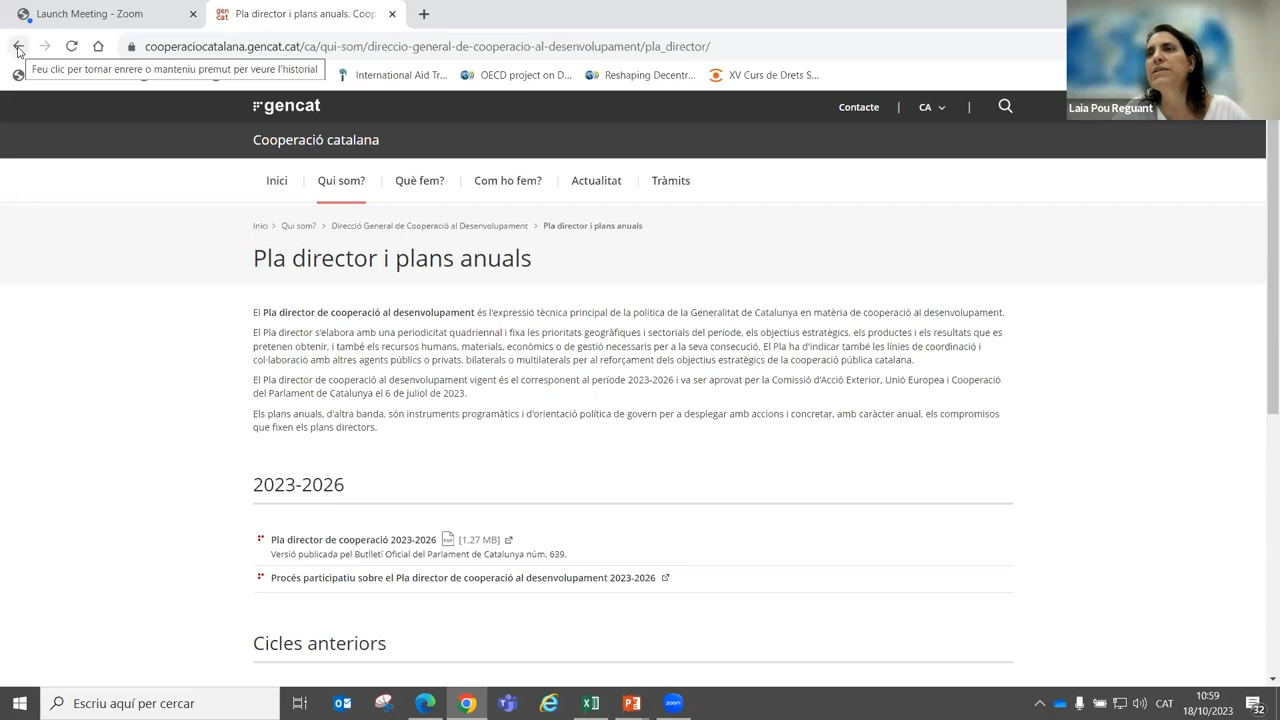 Launch Meeting - Zoom
Pla director i plans anuals. Coop
cooperaciocatalana.gencat.cat/ca/qui-som/direccio-general-de-cooperacio-al-desenvolupament/pla_director/
Feu clic per tornar enrere o manteniu premut per veure l'historial
International Aid Tr...
OECD project on D...
Reshaping Decentr...
XV Curs de Drets S...
Laia Pou Reguant
gencat
Contacte
CA
Cooperació catalana
Inici
Qui som?
Què fem?
Com ho fem?
Actualitat
Tràmits
Inici > Qui som? > Direcció General de Cooperació al Desenvolupament > Pla director i plans anuals
Pla director i plans anuals
El Pla director de cooperació al desenvolupament és l'expressió tècnica principal de la política de la Generalitat de Catalunya en matèria de cooperació al desenvolupament.
El Pla director s'elabora amb una periodicitat quadriennal i fixa les prioritats geogràfiques i sectorials del període, els objectius estratègics, els productes i els resultats que es
pretenen obtenir, i també els recursos humans, materials, econòmics o de gestió necessaris per a la seva consecució. El Pla ha d'indicar també les línies de coordinació i
col·laboració amb altres agents públics o privats, bilaterals o multilaterals per al reforçament dels objectius estratègics de la cooperació pública catalana.
El Pla director de cooperació al desenvolupament vigent és el corresponent al període 2023-2026 i va ser aprovat per la Comissió d'Acció Exterior, Unió Europea i Cooperació
del Parlament de Catalunya el 6 de juliol de 2023.
Els plans anuals, d'altra banda, són instruments programàtics i d'orientació política de govern per a desplegar amb accions i concretar, amb caràcter anual, els compromisos
que fixen els plans directors.
2023-2026
Pla director de cooperació 2023-2026 PDF [1.27 MB]
Versió publicada pel Butlletí Oficial del Parlament de Catalunya núm. 639.
Procés participatiu sobre el Pla director de cooperació al desenvolupament 2023-2026
Cicles anteriors
Escriu aquí per cercar
zoom
CAT
10:59
18/10/2023
32